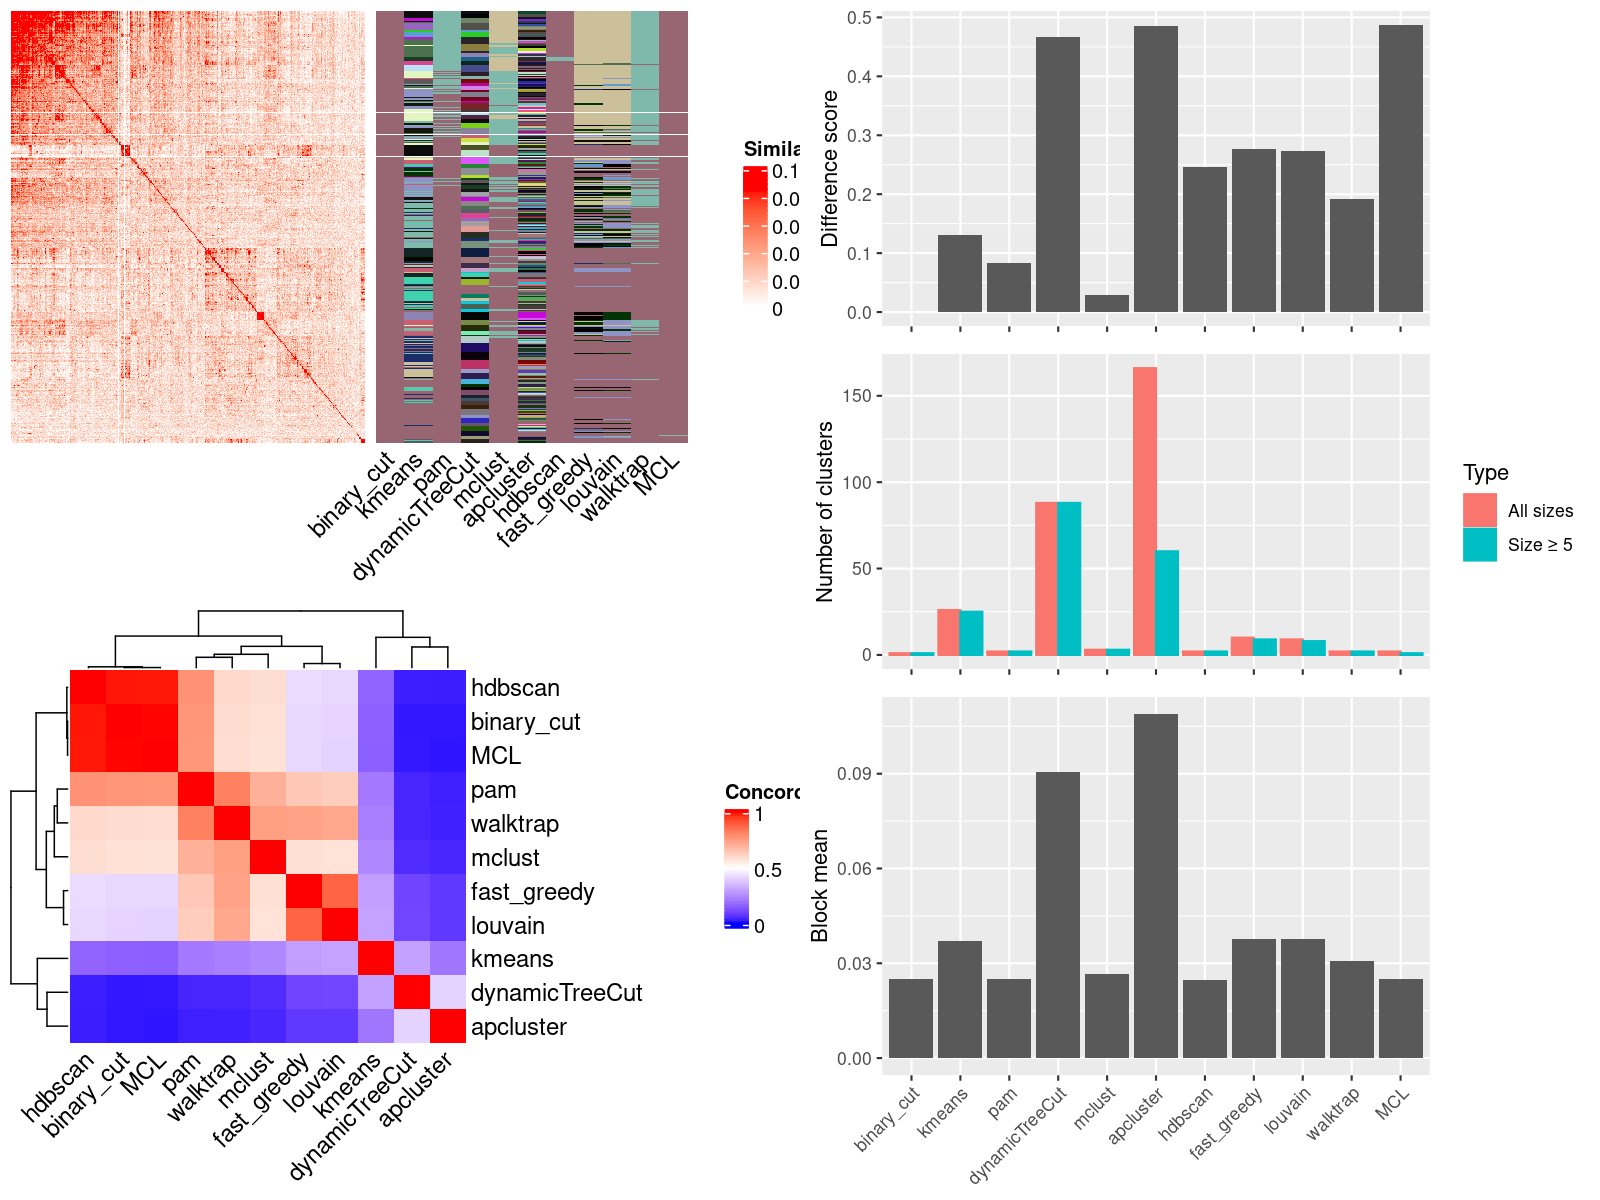 Simila
0.1
0.0
0.0
0.0
0.0
0
binary_cut
kmeans
pam
dynamicTreeCut
mclust
apcluster
hdbscan
fast_greedy
louvain
walktrap
MCL
hdbscan
binary_cut
MCL
pam
walktrap
mclust
fast_greedy
louvain
kmeans
dynamicTreeCut
apcluster
hdbscan
binary_cut
MCL
pam
walktrap
mclust
fast_greedy
louvain
kmeans
dynamicTreeCut
apcluster
Concord
1
0.5
0
Difference score
0.5
0.4
0.3
0.2
0.1
0.0
Number of clusters
150
100
50
0
Type
All sizes
Size ≥ 5
Block mean
0.09
0.06
0.03
0.00
binary_cut
kmeans
pam
dynamicTreeCut
mclust
apcluster
hdbscan
fast_greedy
louvain
walktrap
MCL